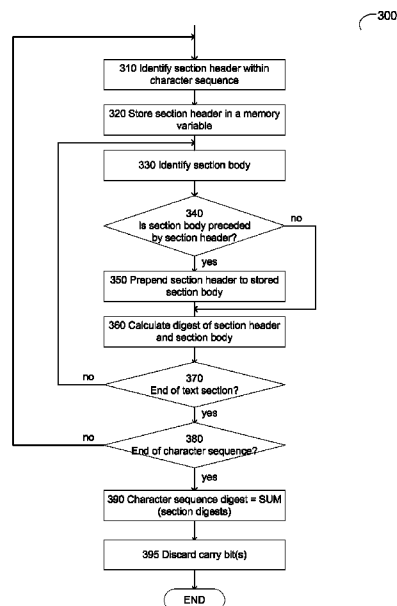 300
310 Identify section header within
character sequence
320 Store section header in a memory
variable
330 Identify section body
340
Is section body preceded
by section header?
no
yes
350 Prepend section header to stored
section body
360 Calculate digest of section header
and section body
370
End of text section?
no
yes
380
End of character sequence?
no
yes
390 Character sequence digest = SUM
(section digests)
395 Discard carry bit(s)
END